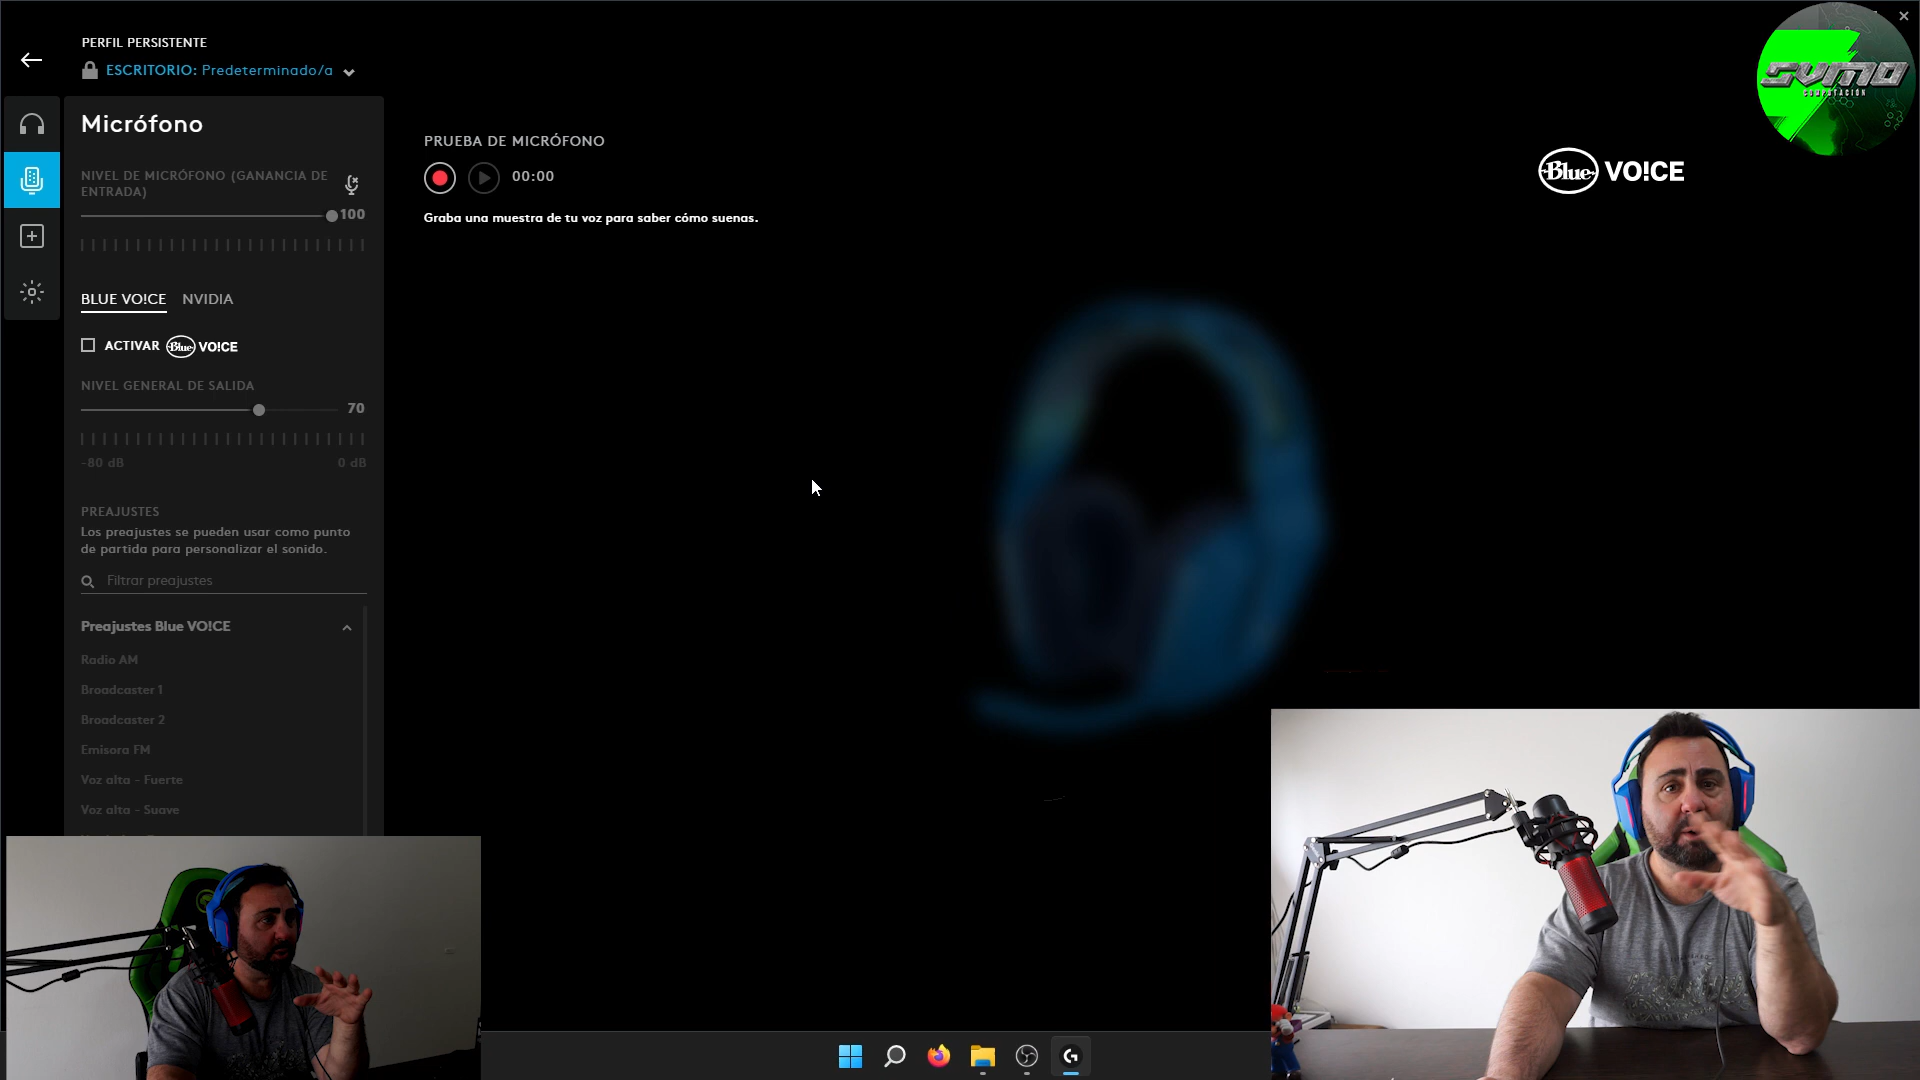 PERFIL PERSISTENTE
ESCRITORIO: Predeterminado/a
SVMO
COMPUTACIÓN
Micrófono
NIVEL DE MICRÓFONO (GANANCIA DE
ENTRADA)
100
BLUE VO!CE NVIDIA
ACTIVAR Blue VO!CE
NIVEL GENERAL DE SALIDA
70
-80 dB 0 dB
PREAJUSTES
Los preajustes se pueden usar como punto
de partida para personalizar el sonido.
Filtrar preajustes
Preajustes Blue VO!CE
Radio AM
Broadcaster 1
Broadcaster 2
Emisora FM
Voz alta - Fuerte
Voz alta - Suave
PRUEBA DE MICRÓFONO
00:00
Graba una muestra de tu voz para saber cómo suenas.
Blue VO!CE